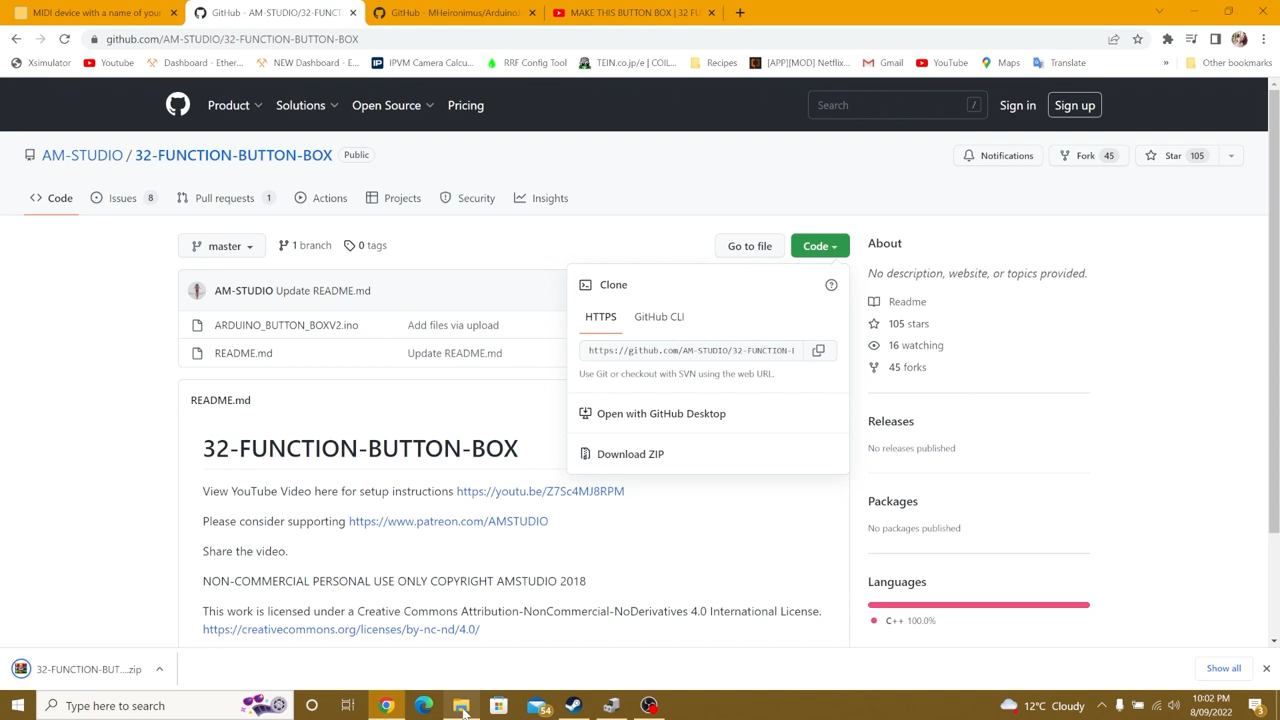 MIDI device with a name of your
GitHub - AM-STUDIO/32-FUNCT
GitHub - MHeironimus/Arduino.
MAKE THIS BUTTON BOX | 32 F
github.com/AM-STUDIO/32-FUNCTION-BUTTON-BOX
Xsimulator
Youtube
Dashboard - Ether...
NEW Dashboard - E...
IPVM Camera Calcu...
RRF Config Tool
TEIN.co.jp/e | COIL...
Recipes
[APP][MOD] Netflix...
Gmail
YouTube
Maps
Translate
»
Other bookmarks
Product
Solutions
Open Source
Pricing
Search
/
Sign in
Sign up
AM-STUDIO / 32-FUNCTION-BUTTON-BOX
Public
Notifications
Fork 45
Star 105
Code
Issues 8
Pull requests 1
Actions
Projects
Security
Insights
master
1 branch
0 tags
Go to file
Code
About
No description, website, or topics provided.
Readme
105 stars
16 watching
45 forks
Releases
No releases published
Packages
No packages published
Languages
C++ 100.0%
AM-STUDIO Update README.md
ARDUINO_BUTTON_BOXV2.ino
Add files via upload
README.md
Update README.md
Clone
HTTPS
GitHub CLI
https://github.com/AM-STUDIO/32-FUNCTION-E
Use Git or checkout with SVN using the web URL.
Open with GitHub Desktop
Download ZIP
README.md
32-FUNCTION-BUTTON-BOX
View YouTube Video here for setup instructions https://youtu.be/Z7Sc4MJ8RPM
Please consider supporting https://www.patreon.com/AMSTUDIO
Share the video.
NON-COMMERCIAL PERSONAL USE ONLY COPYRIGHT AMSTUDIO 2018
This work is licensed under a Creative Commons Attribution-NonCommercial-NoDerivatives 4.0 International License.
https://creativecommons.org/licenses/by-nc-nd/4.0/
32-FUNCTION-BUT....zip
Show all
Type here to search
54
12°C Cloudy
10:02 PM
8/09/2022
3